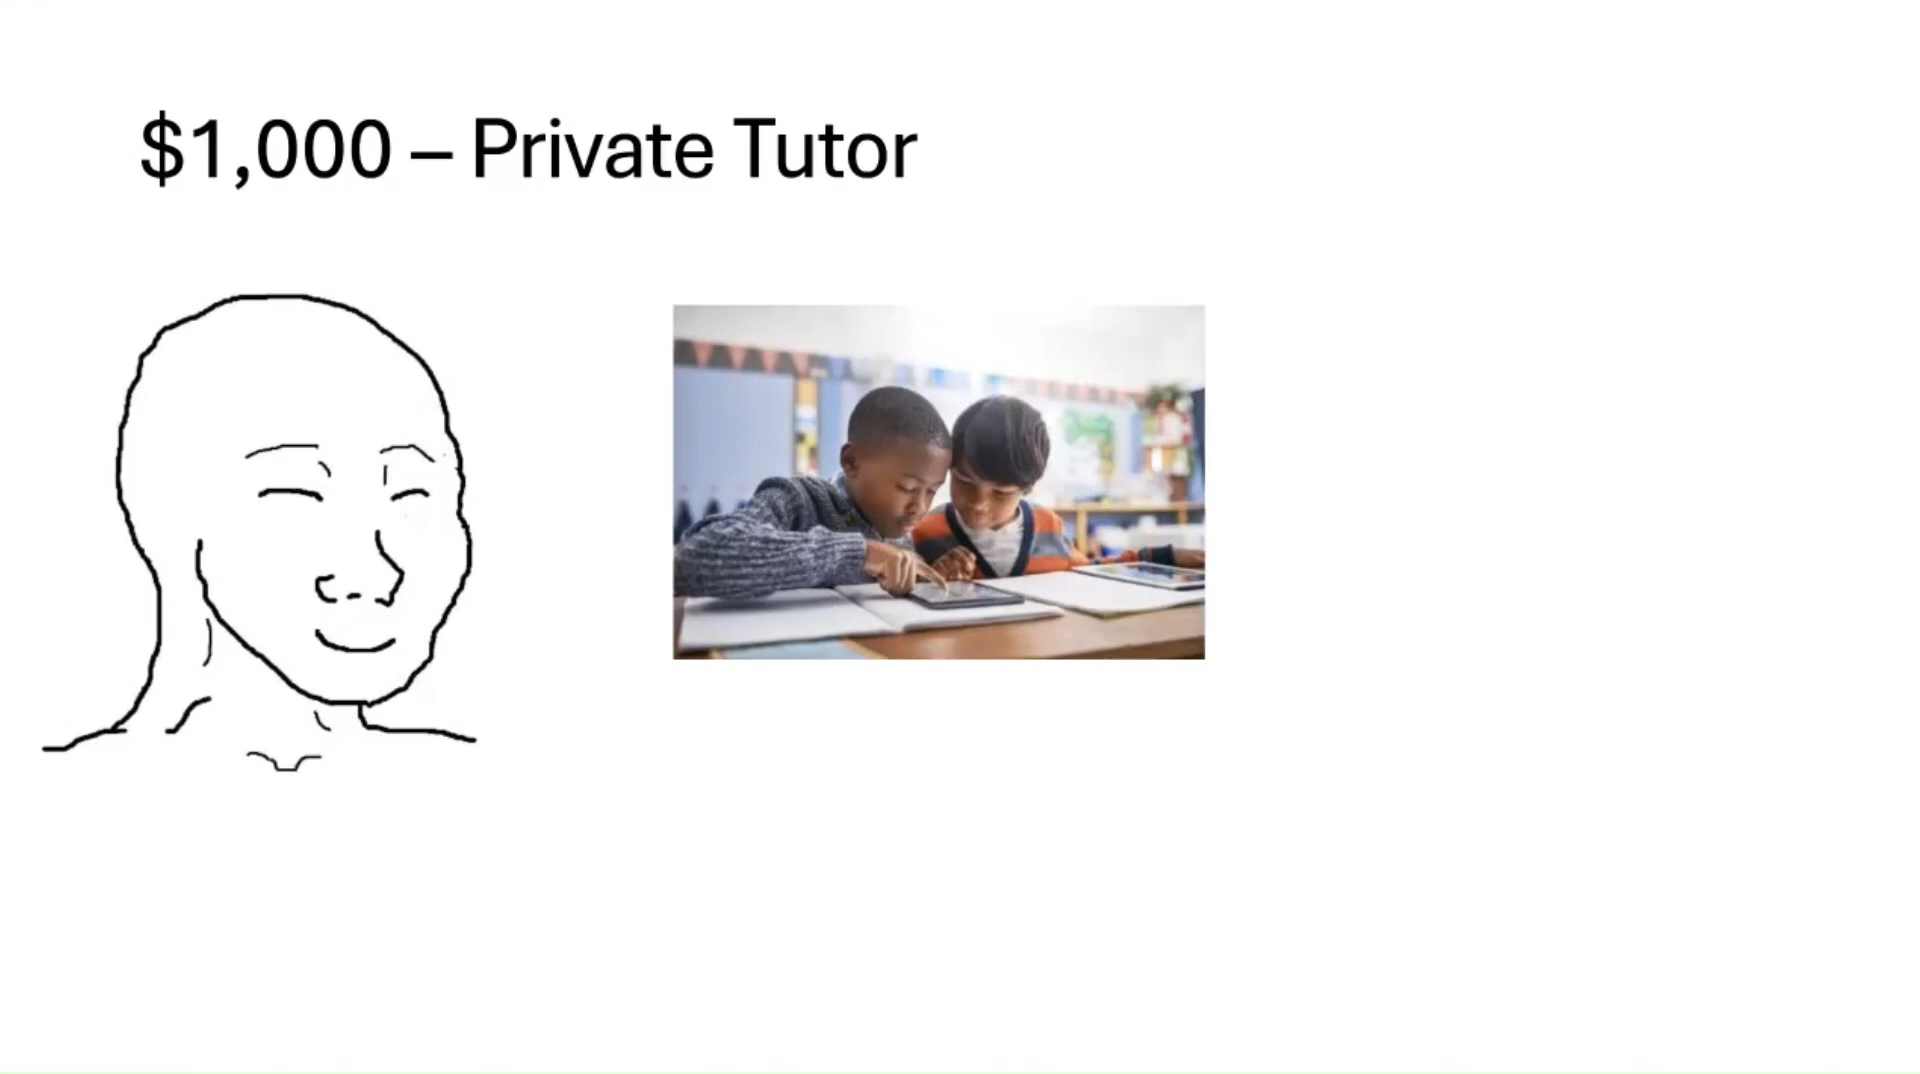 $1,000 – Private Tutor